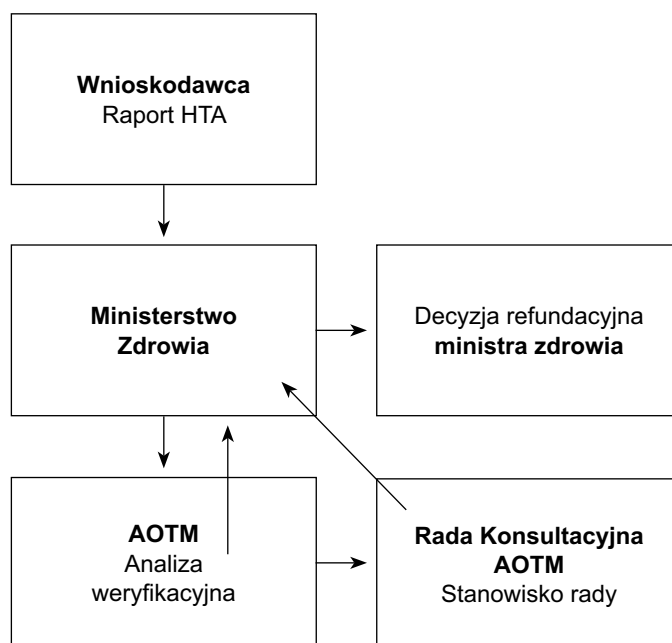 Wnioskodawca
Raport HTA
Ministerstwo
Zdrowia
Decyzja refundacyjna
ministra zdrowia
AOTM
Analiza
weryfikacyjna
Rada Konsultacyjna
AOTM
Stanowisko rady